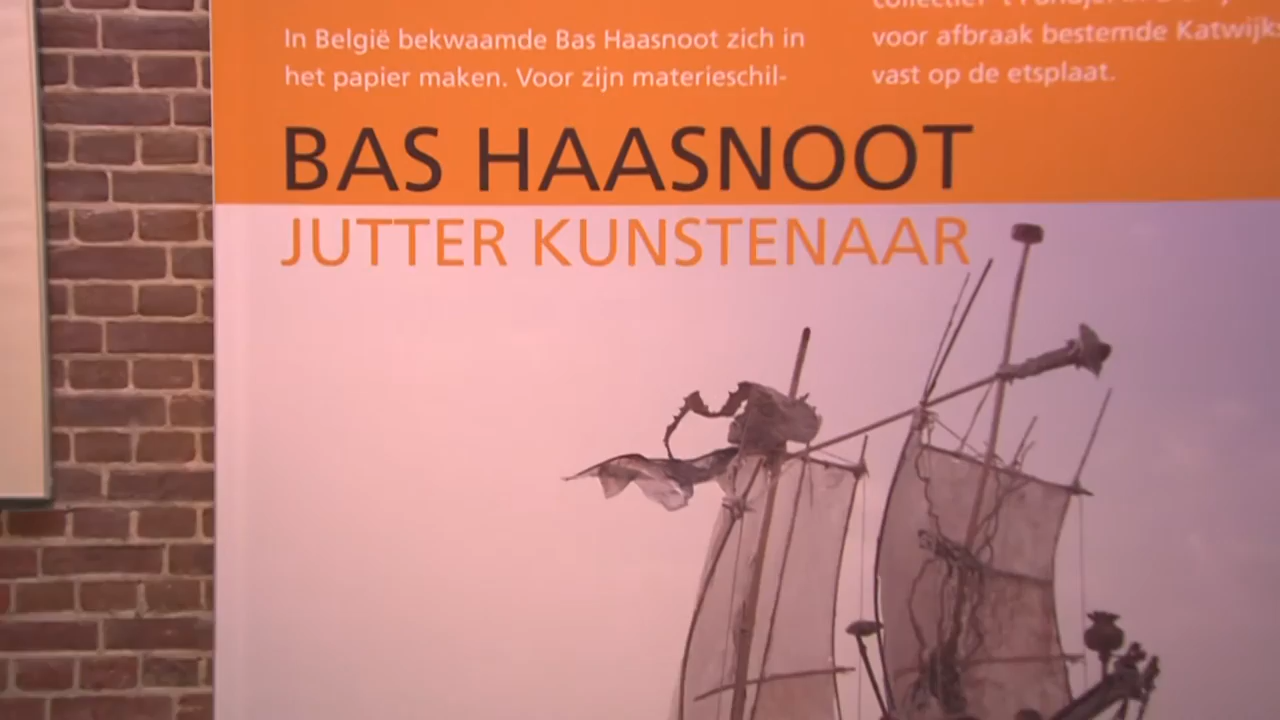 In België bekwaamde Bas Haasnoot zich in
het papier maken. Voor zijn materieschil-
voor afbraak bestemde Katwijks
vast op de etsplaat.
BAS HAASNOOT
JUTTER KUNSTENAAR